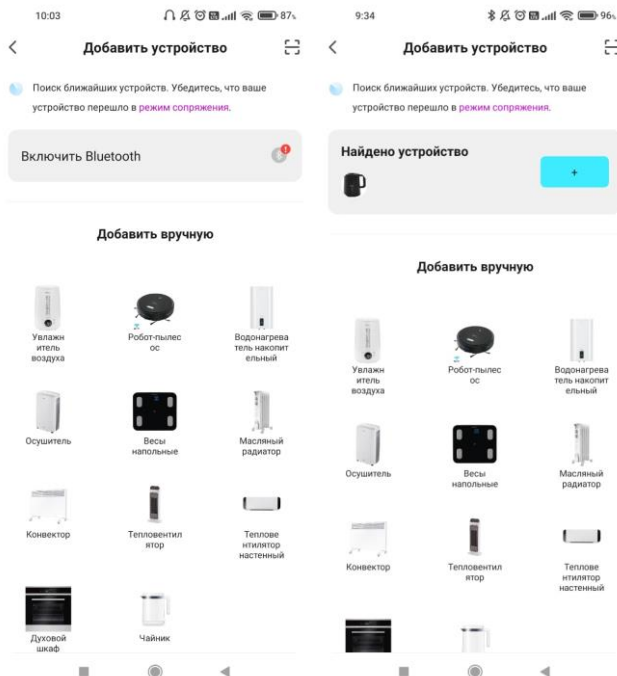 10:03
87%
Добавить устройство
Поиск ближайших устройств. Убедитесь, что ваше
устройство перешло в режим сопряжения.
Включить Bluetooth
Добавить вручную
Увлажн
итель
воздуха
Робот-пылес
ос
Водонагрева
тель накопит
ельный
Осушитель
Весы
напольные
Масляный
радиатор
Конвектор
Тепловентил
ятор
Теплове
нтилятор
настенный
Духовой
шкаф
Чайник
9:34
96%
Добавить устройство
Поиск ближайших устройств. Убедитесь, что ваше
устройство перешло в режим сопряжения.
Найдено устройство
+
Добавить вручную
Увлажн
итель
воздуха
Робот-пылес
ос
Водонагрева
тель накопит
ельный
Осушитель
Весы
напольные
Масляный
радиатор
Конвектор
Тепловентил
ятор
Теплове
нтилятор
настенный